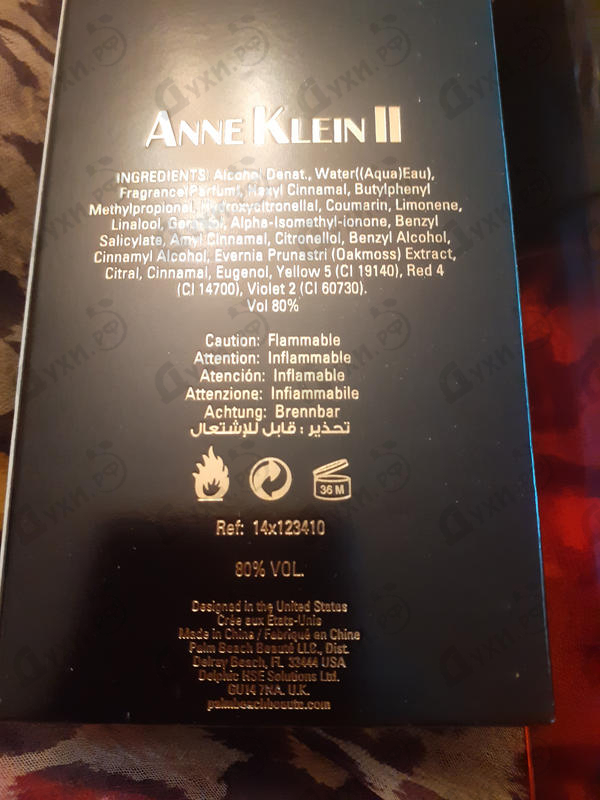 ANNE KLEIN II
INGREDIENTS: Alcohol Denat., Water((Aqua)Eau),
Fragrance(Parfum), Hexyl Cinnamal, Butylphenyl
Methylpropional, Hydroxycitronellal, Coumarin, Limonene,
Linalool, Geraniol, Alpha-Isomethyl-ionone, Benzyl
Salicylate, Amyl Cinnamal, Citronellol, Benzyl Alcohol,
Cinnamyl Alcohol, Evernia Prunastri (Oakmoss) Extract,
Citral, Cinnamal, Eugenol, Yellow 5 (CI 19140), Red 4
(CI 14700), Violet 2 (CI 60730).
Vol 80%
Caution: Flammable
Attention: Inflammable
Atención: Inflamable
Attenzione: Infiammabile
Achtung: Brennbar
تحذير : قابل للإشتعال
36 M
Ref: 14x123410
80% VOL.
Designed in the United States
Crée aux États-Unis
Made in China / Fabriqué en China
Palm Beach Beauté LLC., Dist.
Delray Beach, FL 33444 USA
Delphic HSE Solutions Ltd.
GU14 7NA. U.K.
palmbeachbeaute.com
Духи.рф